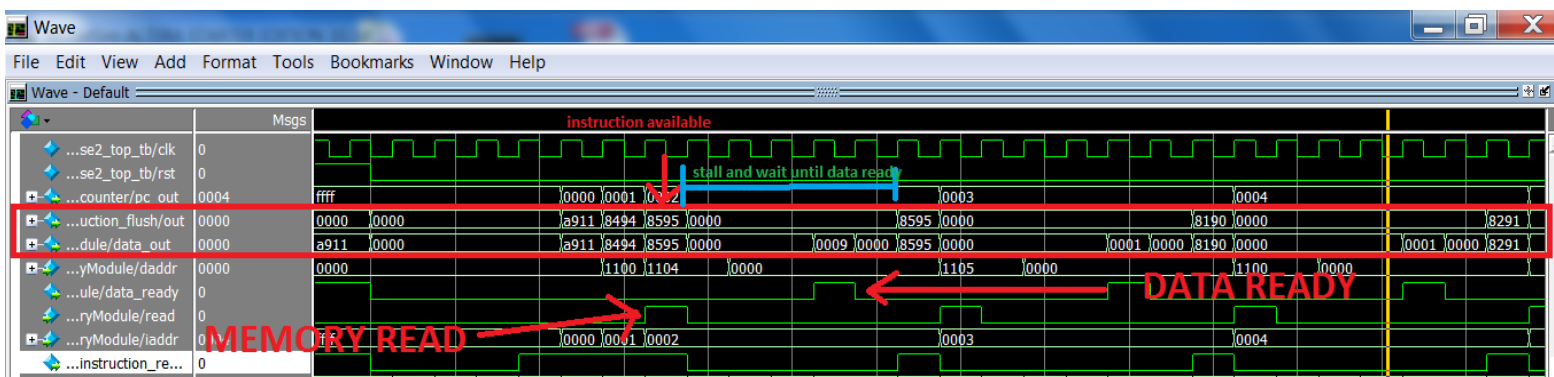 Wave
File Edit View Add Format Tools Bookmarks Window Help
Wave - Default
Msgs
instruction available
...se2_top_tb/clk 0
...se2_top_tb/rst 0
stall and wait until data ready
...counter/pc_out 0004 ffff 0000 0001 0002 0003 0004
...uction_flush/out 0000 0000 0000 a911 8494 8595 0000 8595 0000 8190 0000 8291
...dule/data_out 0000 a911 0000 a911 8494 8595 0000 0009 0000 8595 0000 0001 0000 8190 0000 0001 0000 8291
...yModule/daddr 0000 0000 1100 1104 0000 1105 0000 1100 0000
...ule/data_ready 0
DATA READY
...ryModule/read 0
MEMORY READ
...ryModule/iaddr ffff 0000 0001 0002 0003 0004
...instruction_re... 0